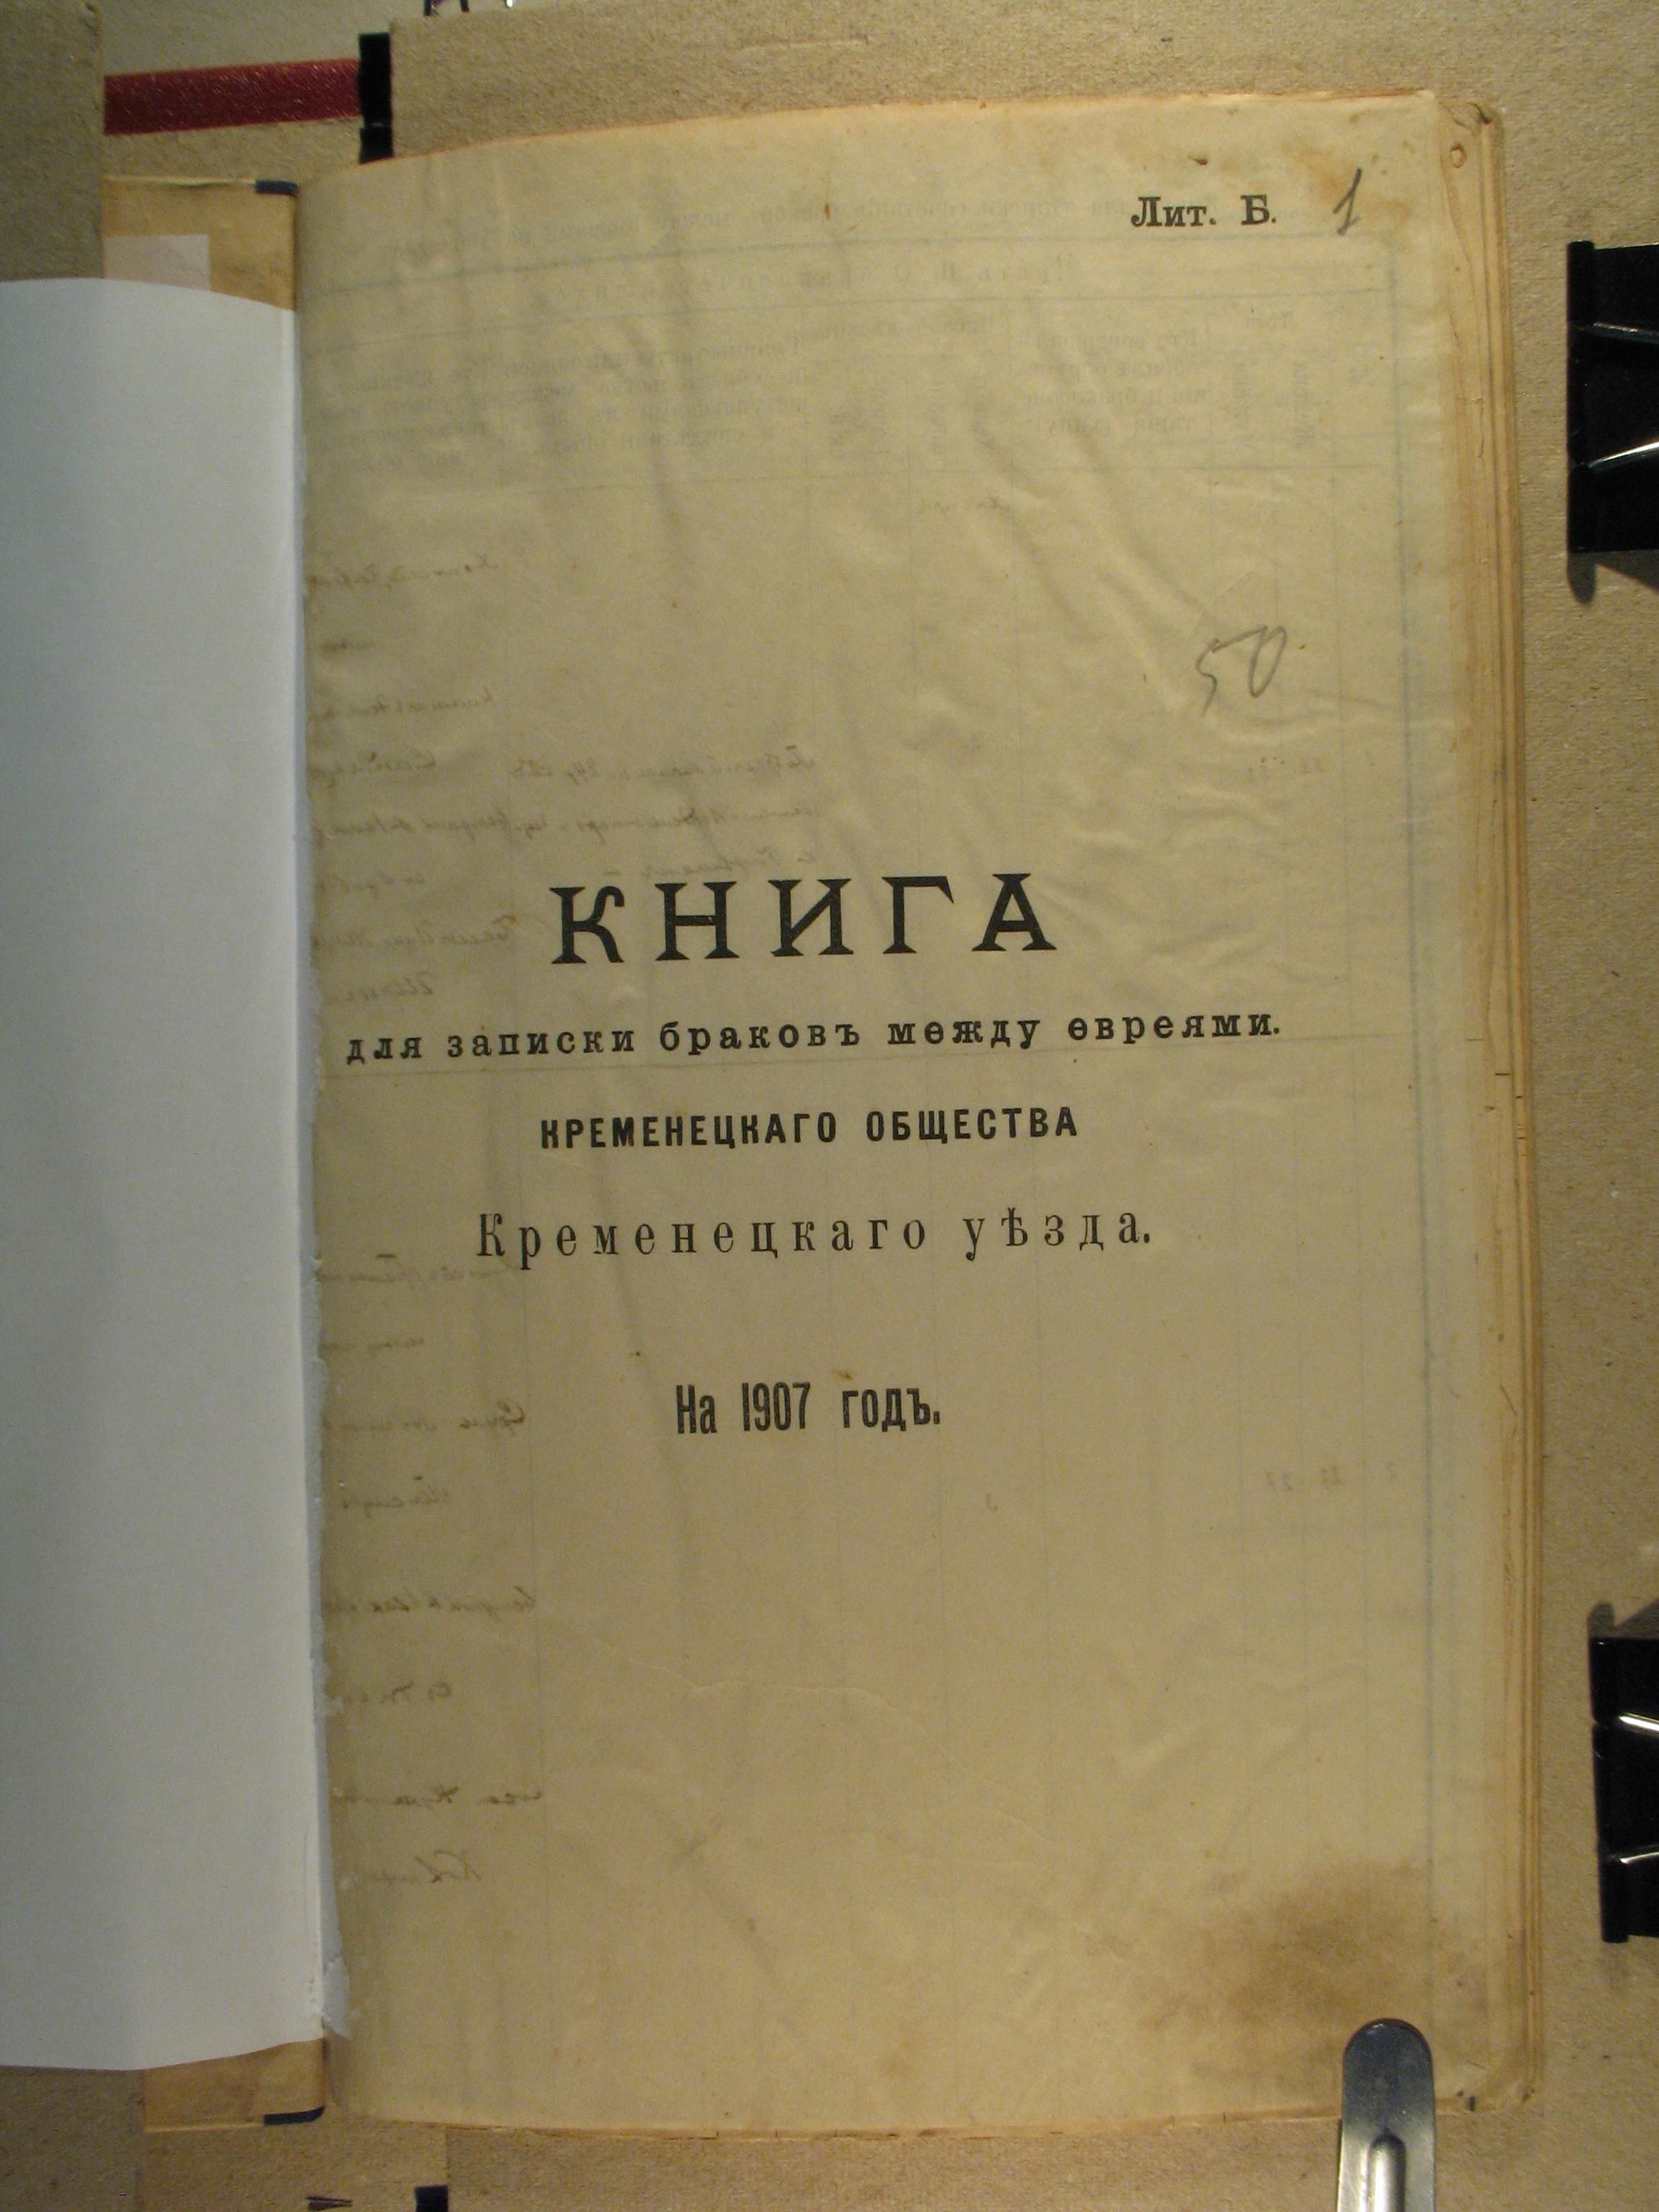 Лит. Б. 1
50
КНИГА
для записки браковъ между евреями.
КРЕМЕНЕЦКАГО ОБЩЕСТВА
Кременецкаго уѣзда.
На 1907 годъ.